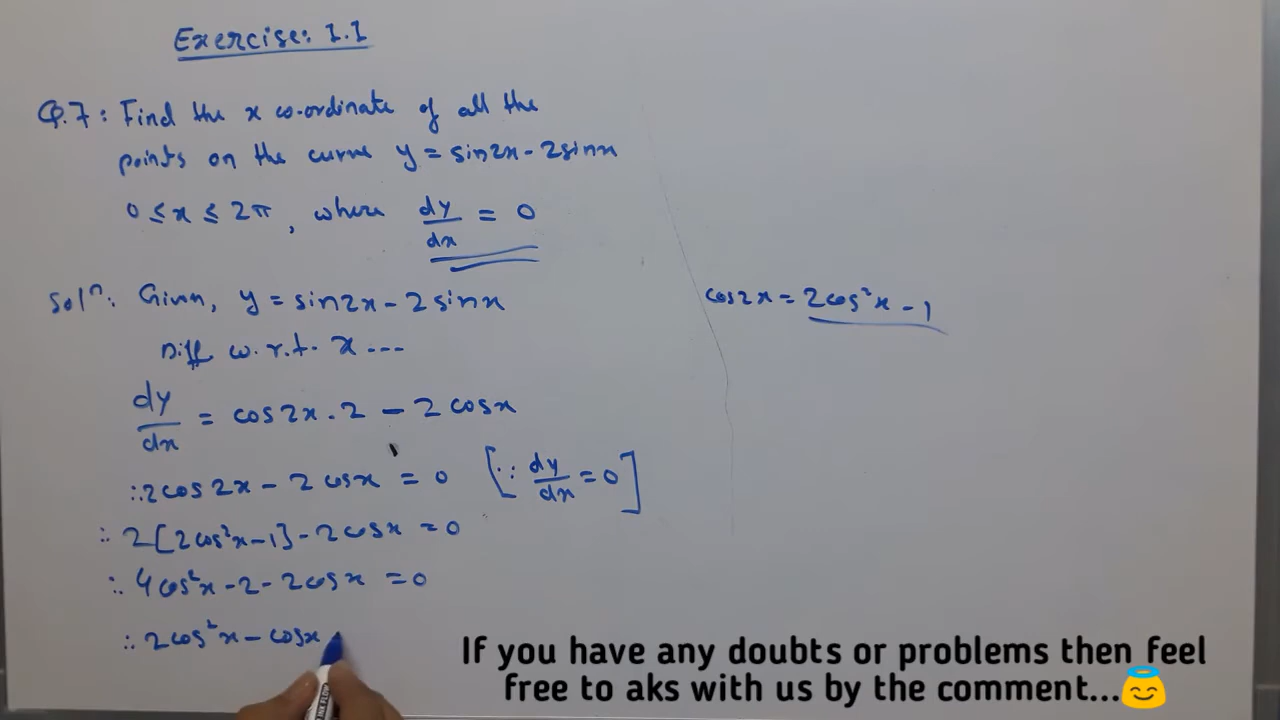 Exercise: 1.1
Q.7: Find the x co-ordinate of all the
points on the curve y = sin2x - 2sinx
0 ≤ x ≤ 2π, where dy/dx = 0
Solⁿ: Given, y = sin2x - 2sinx
Diff w.r.t. x ---
dy/dx = cos2x . 2 - 2cosx
∴ 2cos2x - 2cosx = 0 [∵ dy/dx = 0]
∴ 2[2cos²x-1] - 2cosx = 0
∴ 4cos²x - 2 - 2cosx = 0
∴ 2cos²x - cosx
cos2x = 2cos²x - 1
If you have any doubts or problems then feel
free to aks with us by the comment...😇